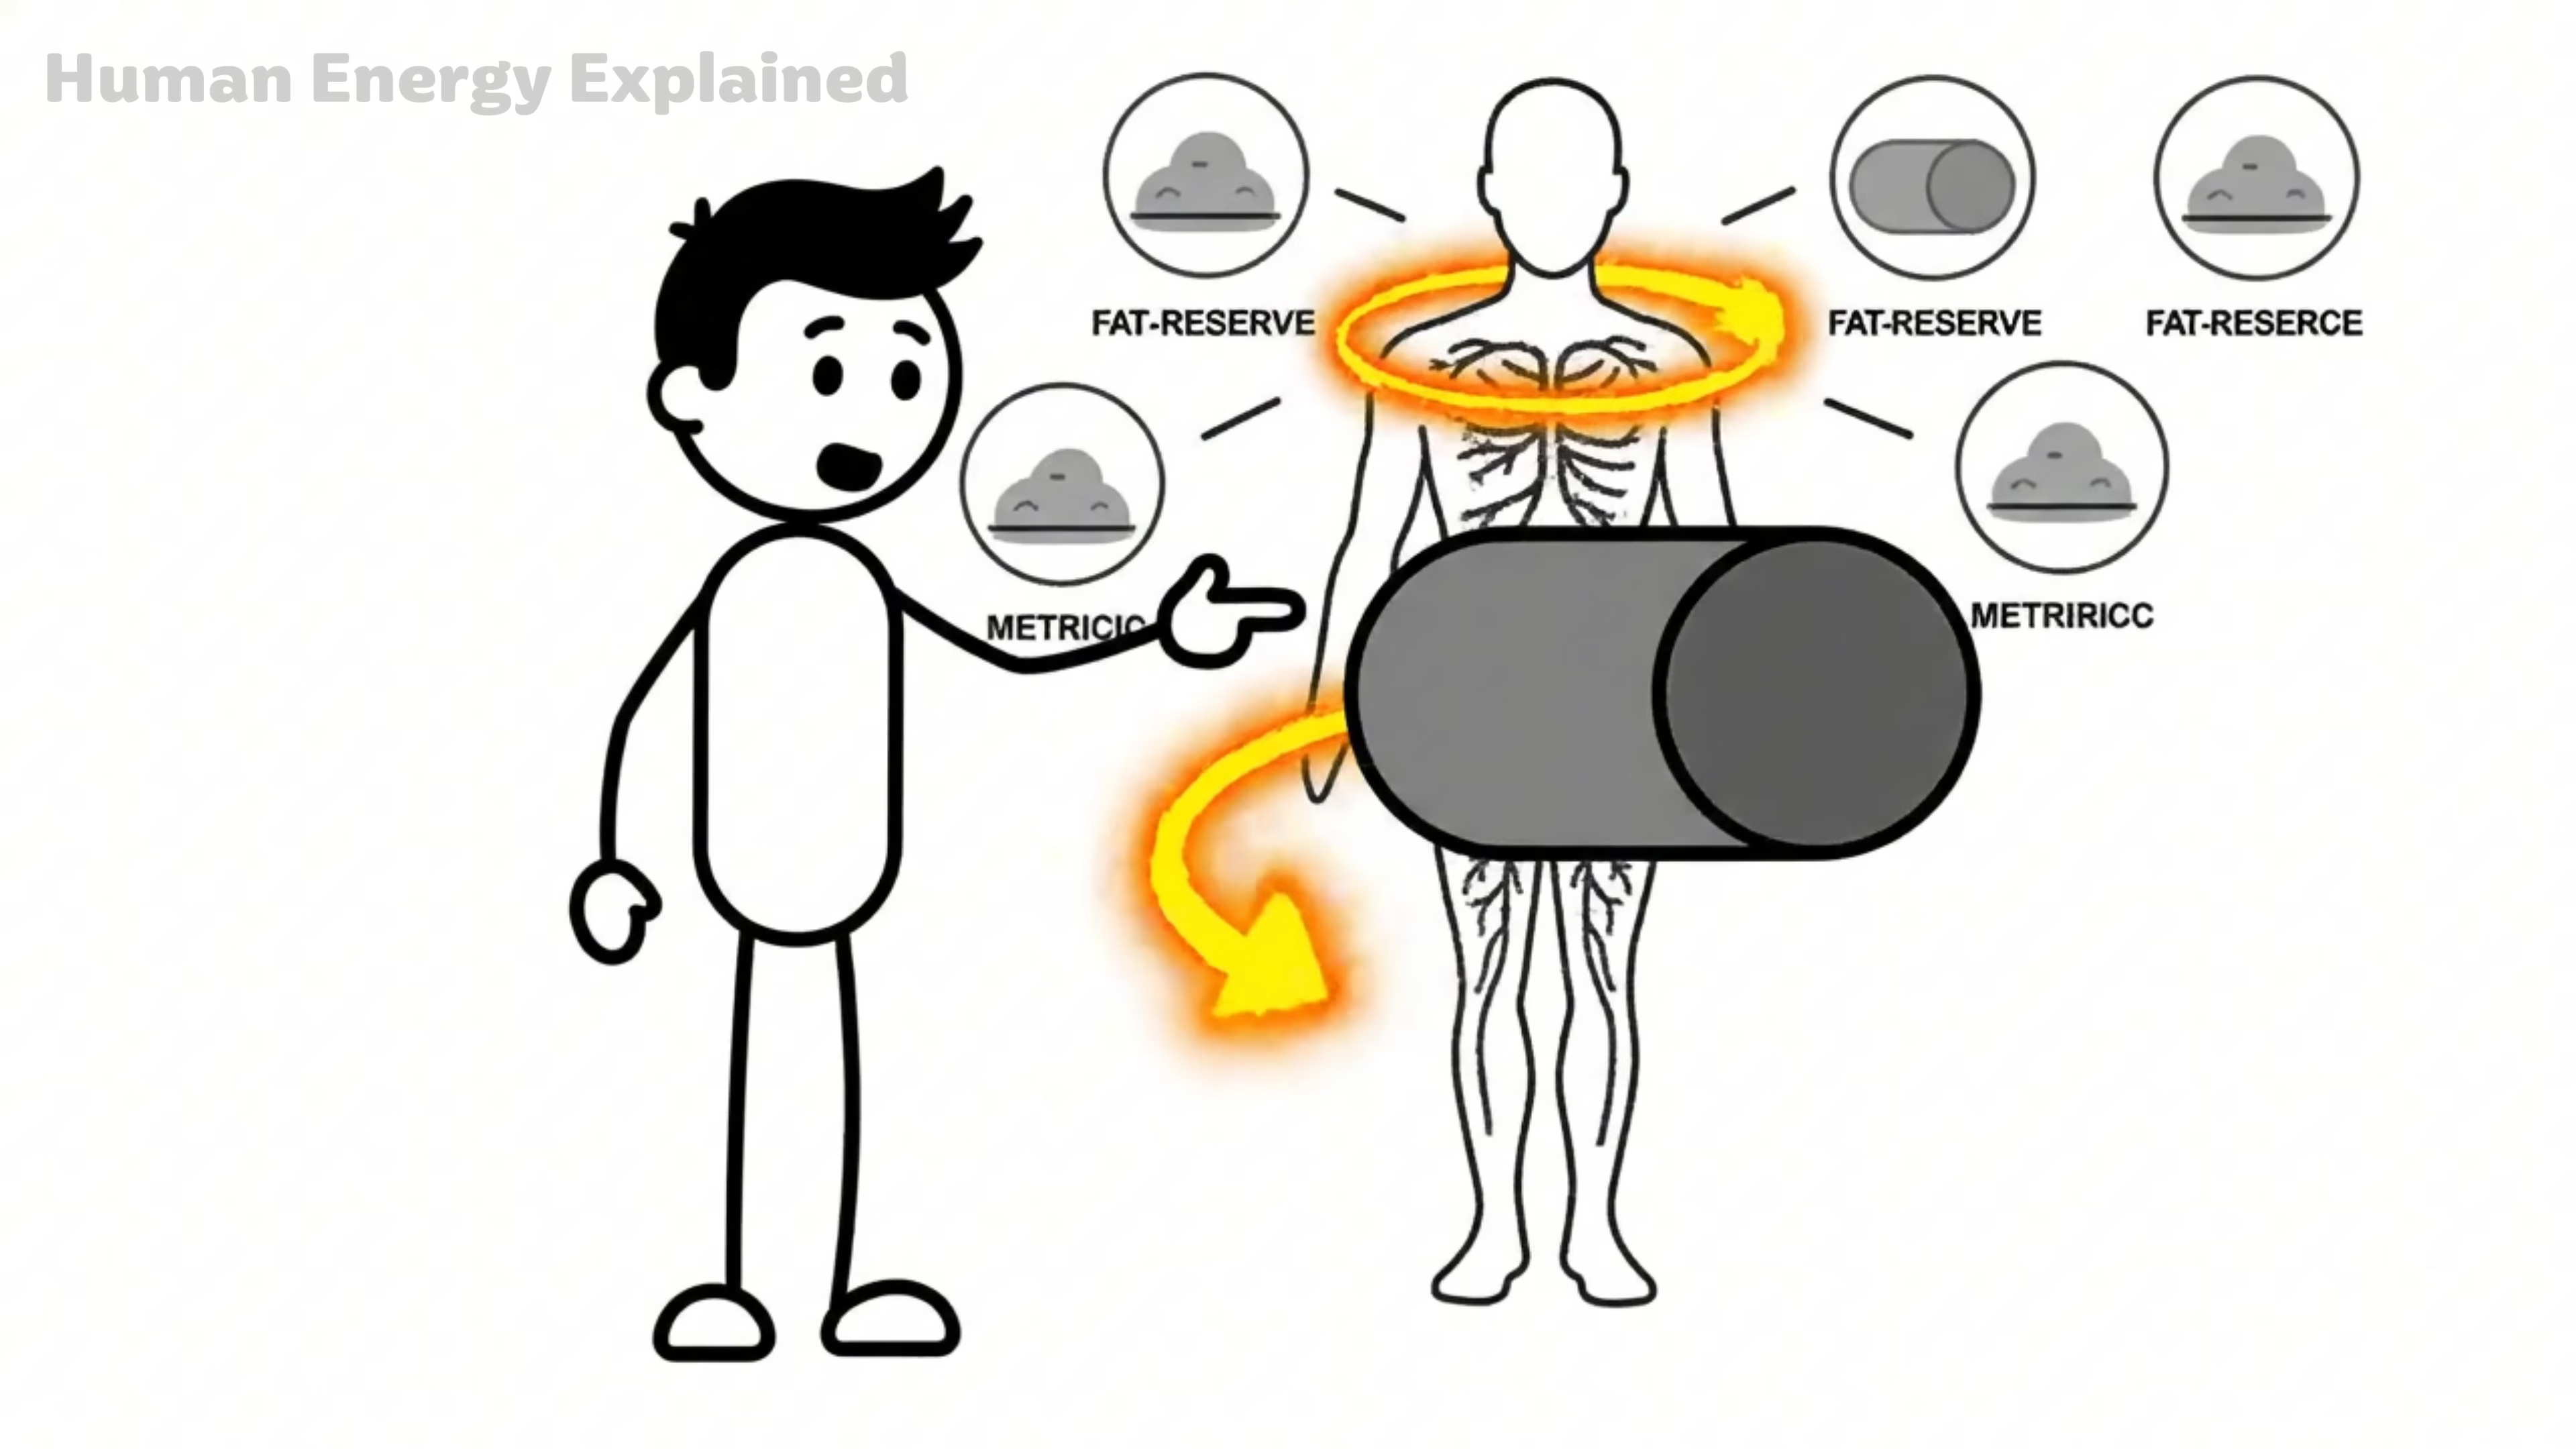 Human Energy Explained
FAT-RESERVE
FAT-RESERVE
FAT-RESERCE
METRICIC
METRIRICC